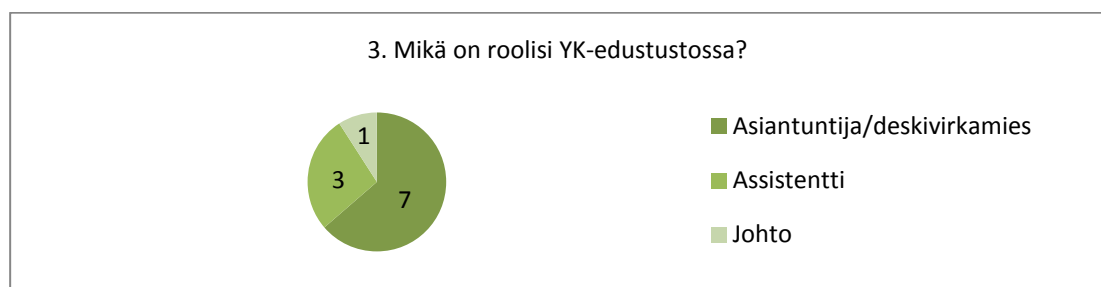 3. Mikä on roolisi YK-edustustossa?
1
3
7
Asiantuntija/deskivirkamies
Assistentti
Johto